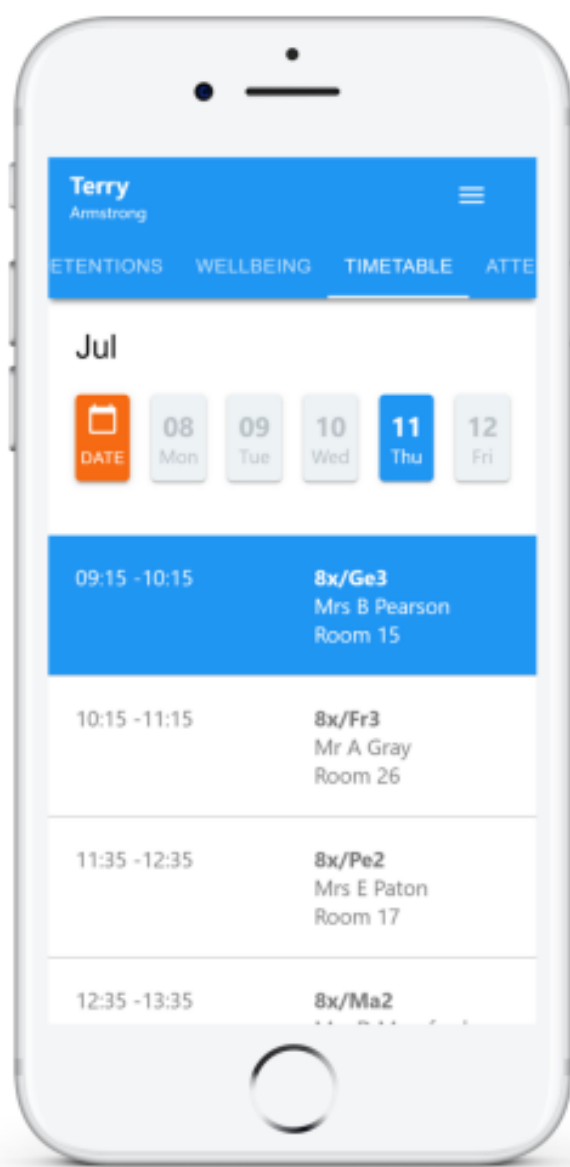 Terry
Armstrong
ETENTIONS WELLBEING TIMETABLE ATTE
Jul
DATE
08 Mon
09 Tue
10 Wed
11 Thu
12 Fri
09:15 -10:15
8x/Ge3
Mrs B Pearson
Room 15
10:15 -11:15
8x/Fr3
Mr A Gray
Room 26
11:35 -12:35
8x/Pe2
Mrs E Paton
Room 17
12:35 -13:35
8x/Ma2